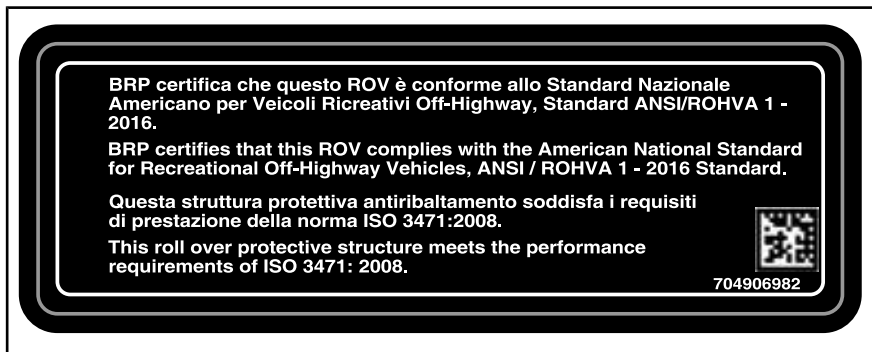 BRP certifica che questo ROV è conforme allo Standard Nazionale
Americano per Veicoli Ricreativi Off-Highway, Standard ANSI/ROHVA 1 -
2016.
BRP certifies that this ROV complies with the American National Standard
for Recreational Off-Highway Vehicles, ANSI / ROHVA 1 - 2016 Standard.
Questa struttura protettiva antiribaltamento soddisfa i requisiti
di prestazione della norma ISO 3471:2008.
This roll over protective structure meets the performance
requirements of ISO 3471: 2008.
704906982